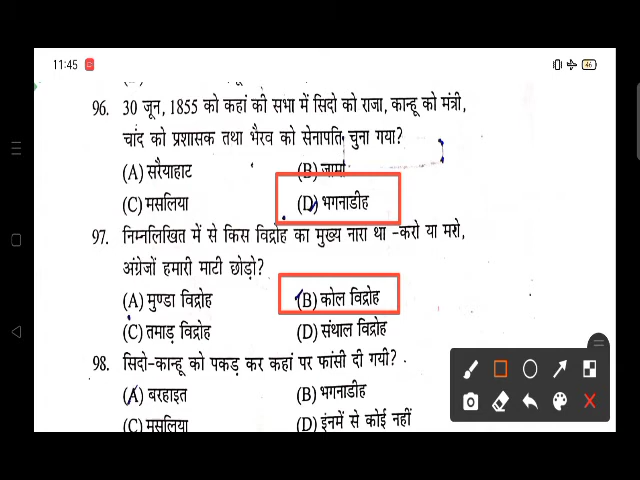 11:45
46
96. 30 जून, 1855 को कहां की सभा में सिदो को राजा, कान्हू को मंत्री,
चांद को प्रशासक तथा भैरव को सेनापति चुना गया?
(A) सरैयाहाट (B) जामा
(C) मसलिया (D) भगनाडीह
97. निम्नलिखित में से किस विद्रोह का मुख्य नारा था -करो या मरो,
अंग्रेजों हमारी माटी छोड़ो?
(A) मुण्डा विद्रोह (B) कोल विद्रोह
(C) तमाड़ विद्रोह (D) संथाल विद्रोह
98. सिदो-कान्हू को पकड़ कर कहां पर फांसी दी गयी?
(A) बरहाइत (B) भगनाडीह
(C) मसलिया (D) इनमें से कोई नहीं